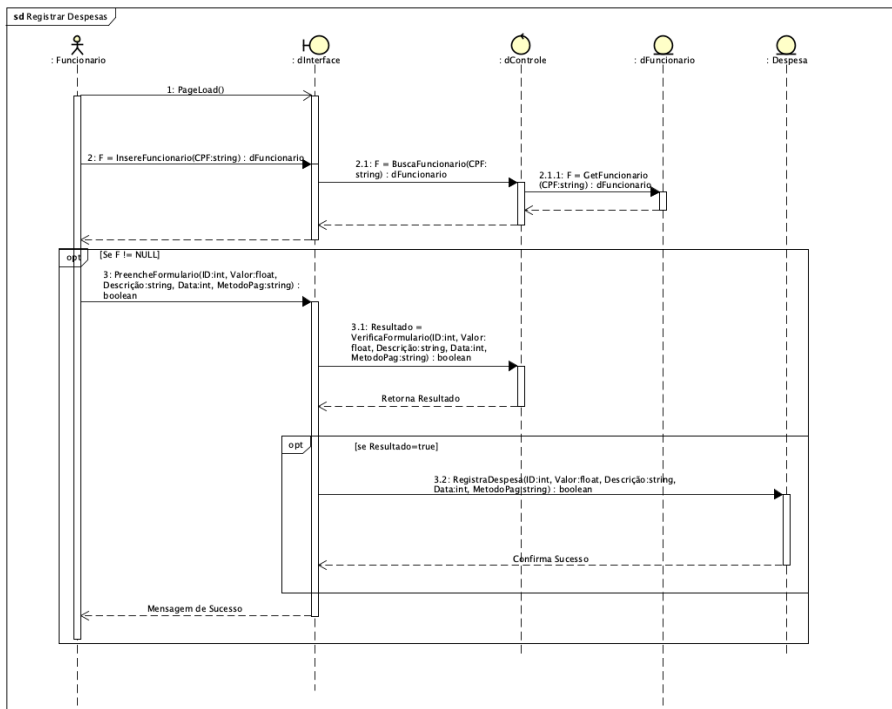 sd Registrar Despesas
: Funcionario
: dInterface
: dControle
: dFuncionario
: Despesa
1: PageLoad()
2: F = InsereFuncionario(CPF:string) : dFuncionario
2.1: F = BuscaFuncionario(CPF:
string) : dFuncionario
2.1.1: F = GetFuncionario
(CPF:string) : dFuncionario
opt
[Se F != NULL]
3: PreencheFormulario(ID:int, Valor:float,
Descrição:string, Data:int, MetodoPag:string) :
boolean
3.1: Resultado =
VerificaFormulario(ID:int, Valor:
float, Descrição:string, Data:int,
MetodoPag:string) : boolean
Retorna Resultado
opt
[se Resultado=true]
3.2: RegistraDespesa(ID:int, Valor:float, Descrição:string,
Data:int, MetodoPag:string) : boolean
Confirma Sucesso
Mensagem de Sucesso